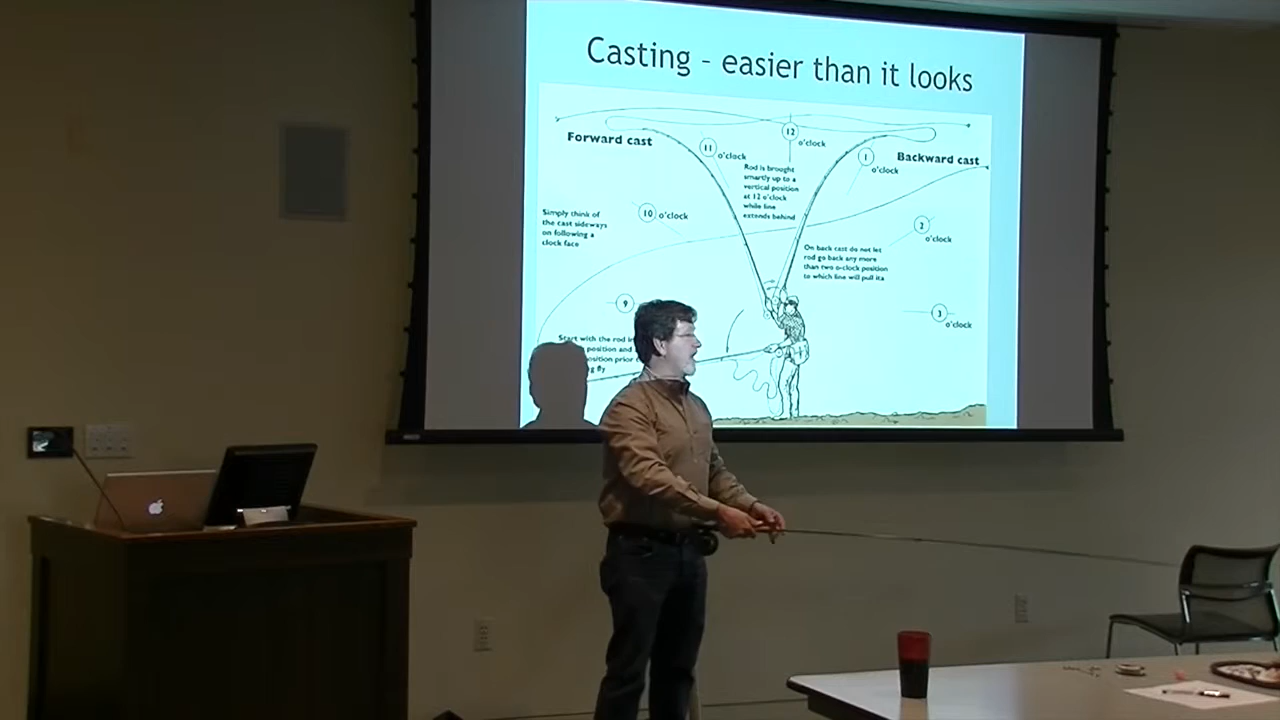 Casting - easier than it looks
Forward cast
12
o'clock
11
o'clock
1
o'clock
Backward cast
Rod is brought
smartly up to a
vertical position
at 12 o'clock
while line
extends behind
10 o'clock
Simply think of
the cast sideways
on following a
clock face
2
o'clock
On back cast do not let
rod go back any more
than two o-clock position
to which line will pull it
9
3
o'clock
Start with the rod in
position and
position prior
fly